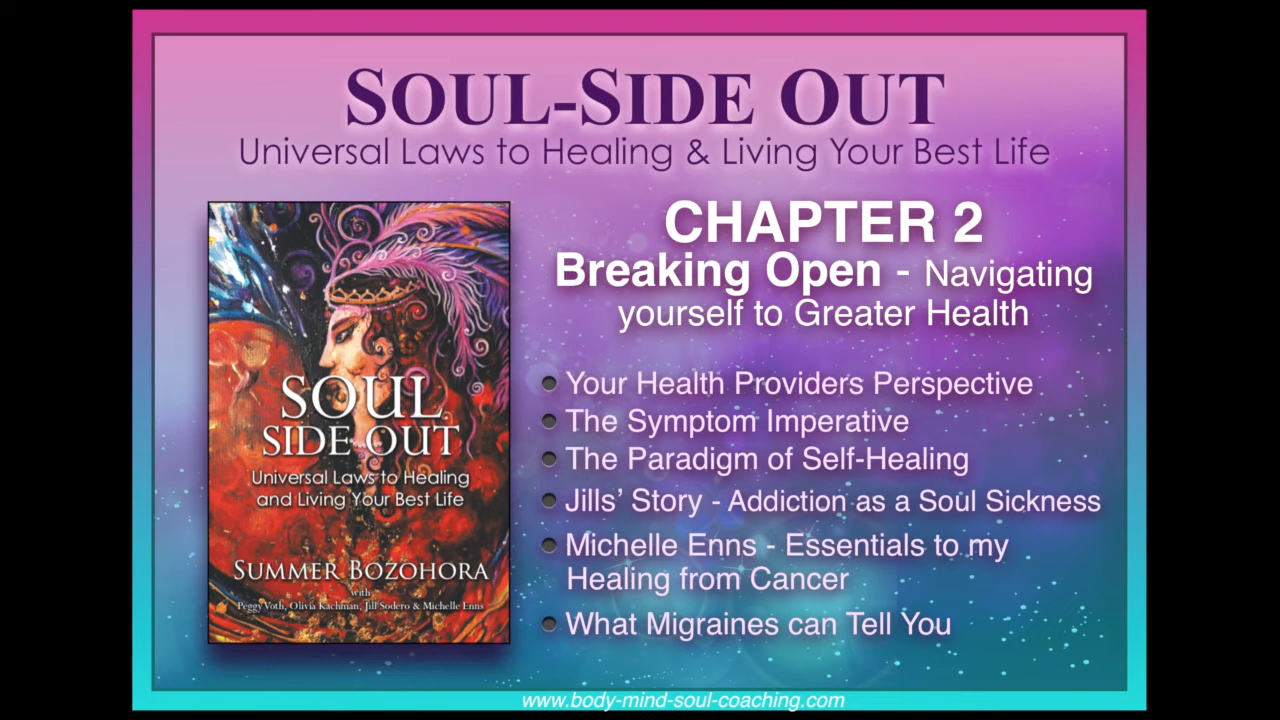 SOUL-SIDE OUT
Universal Laws to Healing & Living Your Best Life
SOUL
SIDE OUT
Universal Laws to Healing
and Living Your Best Life
SUMMER BOZOHORA
with
Peggy Voth, Olivia Kachman, Jill Sodero & Michelle Enns
CHAPTER 2
Breaking Open - Navigating
yourself to Greater Health
Your Health Providers Perspective
The Symptom Imperative
The Paradigm of Self-Healing
Jills’ Story - Addiction as a Soul Sickness
Michelle Enns - Essentials to my
Healing from Cancer
What Migraines can Tell You
www.body-mind-soul-coaching.com